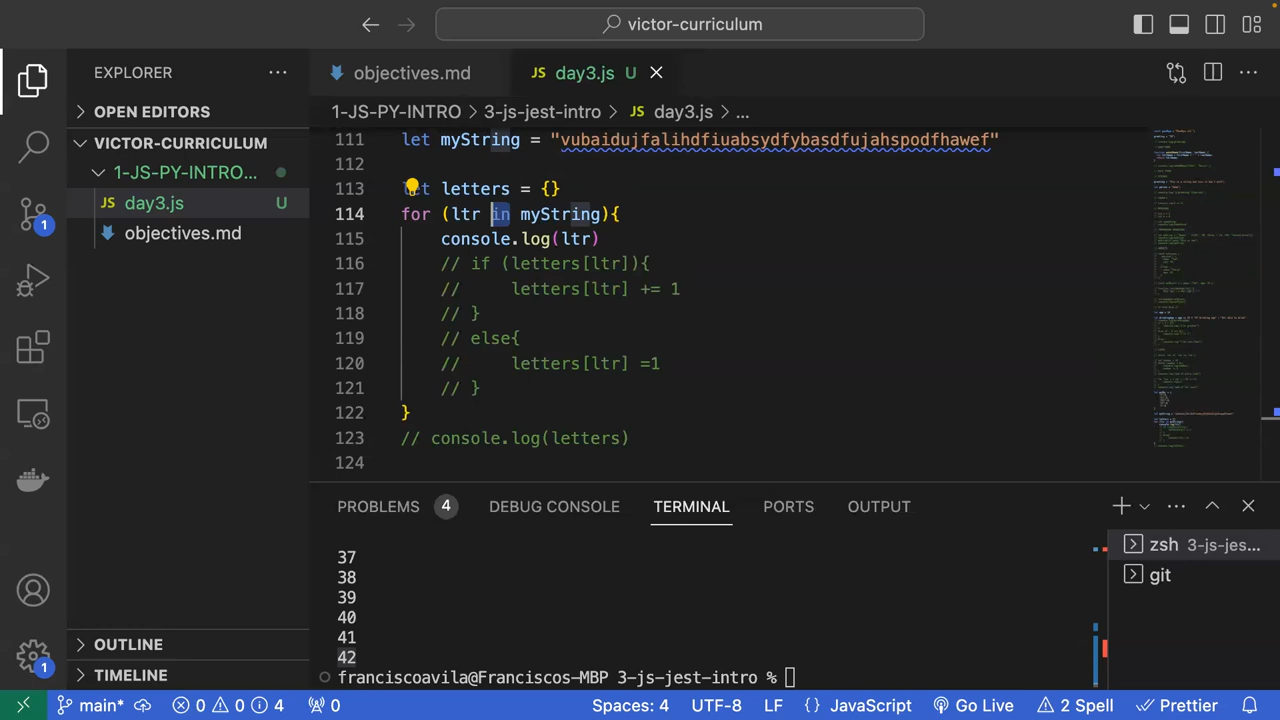 victor-curriculum
EXPLORER
objectives.md
JS day3.js U
OPEN EDITORS
1-JS-PY-INTRO > 3-js-jest-intro > JS day3.js > ...
VICTOR-CURRICULUM
1-JS-PY-INTRO...
JS day3.js U
objectives.md
111 let myString = "vubaidujfalihdfiuabsydfybasdfujahspodfhawef"
112
113 let letters = {}
114 for (ltr in myString){
115 console.log(ltr)
116 // if (letters[ltr]){
117 // letters[ltr] += 1
118 // }
119 // else{
120 // letters[ltr] =1
121 // }
122 }
123 // console.log(letters)
124
PROBLEMS 4 DEBUG CONSOLE TERMINAL PORTS OUTPUT
37
38
39
40
41
42
franciscoavila@Franciscos-MBP 3-js-jest-intro %
zsh 3-js-jes...
git
1
1
OUTLINE
TIMELINE
main* 0 0 4 0 Spaces: 4 UTF-8 LF {} JavaScript Go Live 2 Spell Prettier